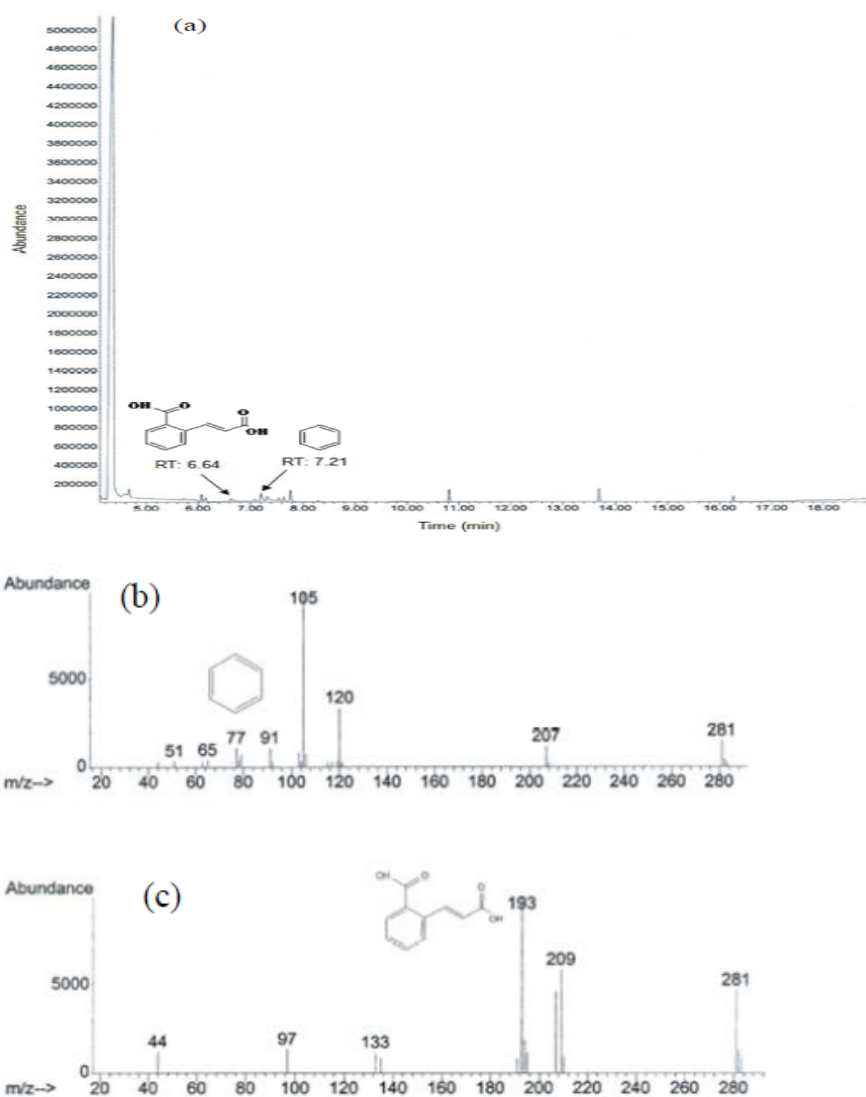 (a)
5000000
4800000
4600000
4400000
4200000
4000000
3800000
3600000
3400000
3200000
3000000
2800000
2600000
2400000
2200000
2000000
1800000
1600000
1400000
1200000
1000000
800000
600000
400000
200000
Abundance
OH O
O
OH
RT: 6.64
RT: 7.21
5.00 6.00 7.00 8.00 9.00 10.00 11.00 12.00 13.00 14.00 15.00 16.00 17.00 18.00
Time (min)
Abundance
(b)
105
5000
120
51 65 77 91
207
281
0
m/z-->
20 40 60 80 100 120 140 160 180 200 220 240 260 280
Abundance
(c)
OH O
O
OH
193
209
5000
281
44
97
133
0
m/z-->
20 40 60 80 100 120 140 160 180 200 220 240 260 280